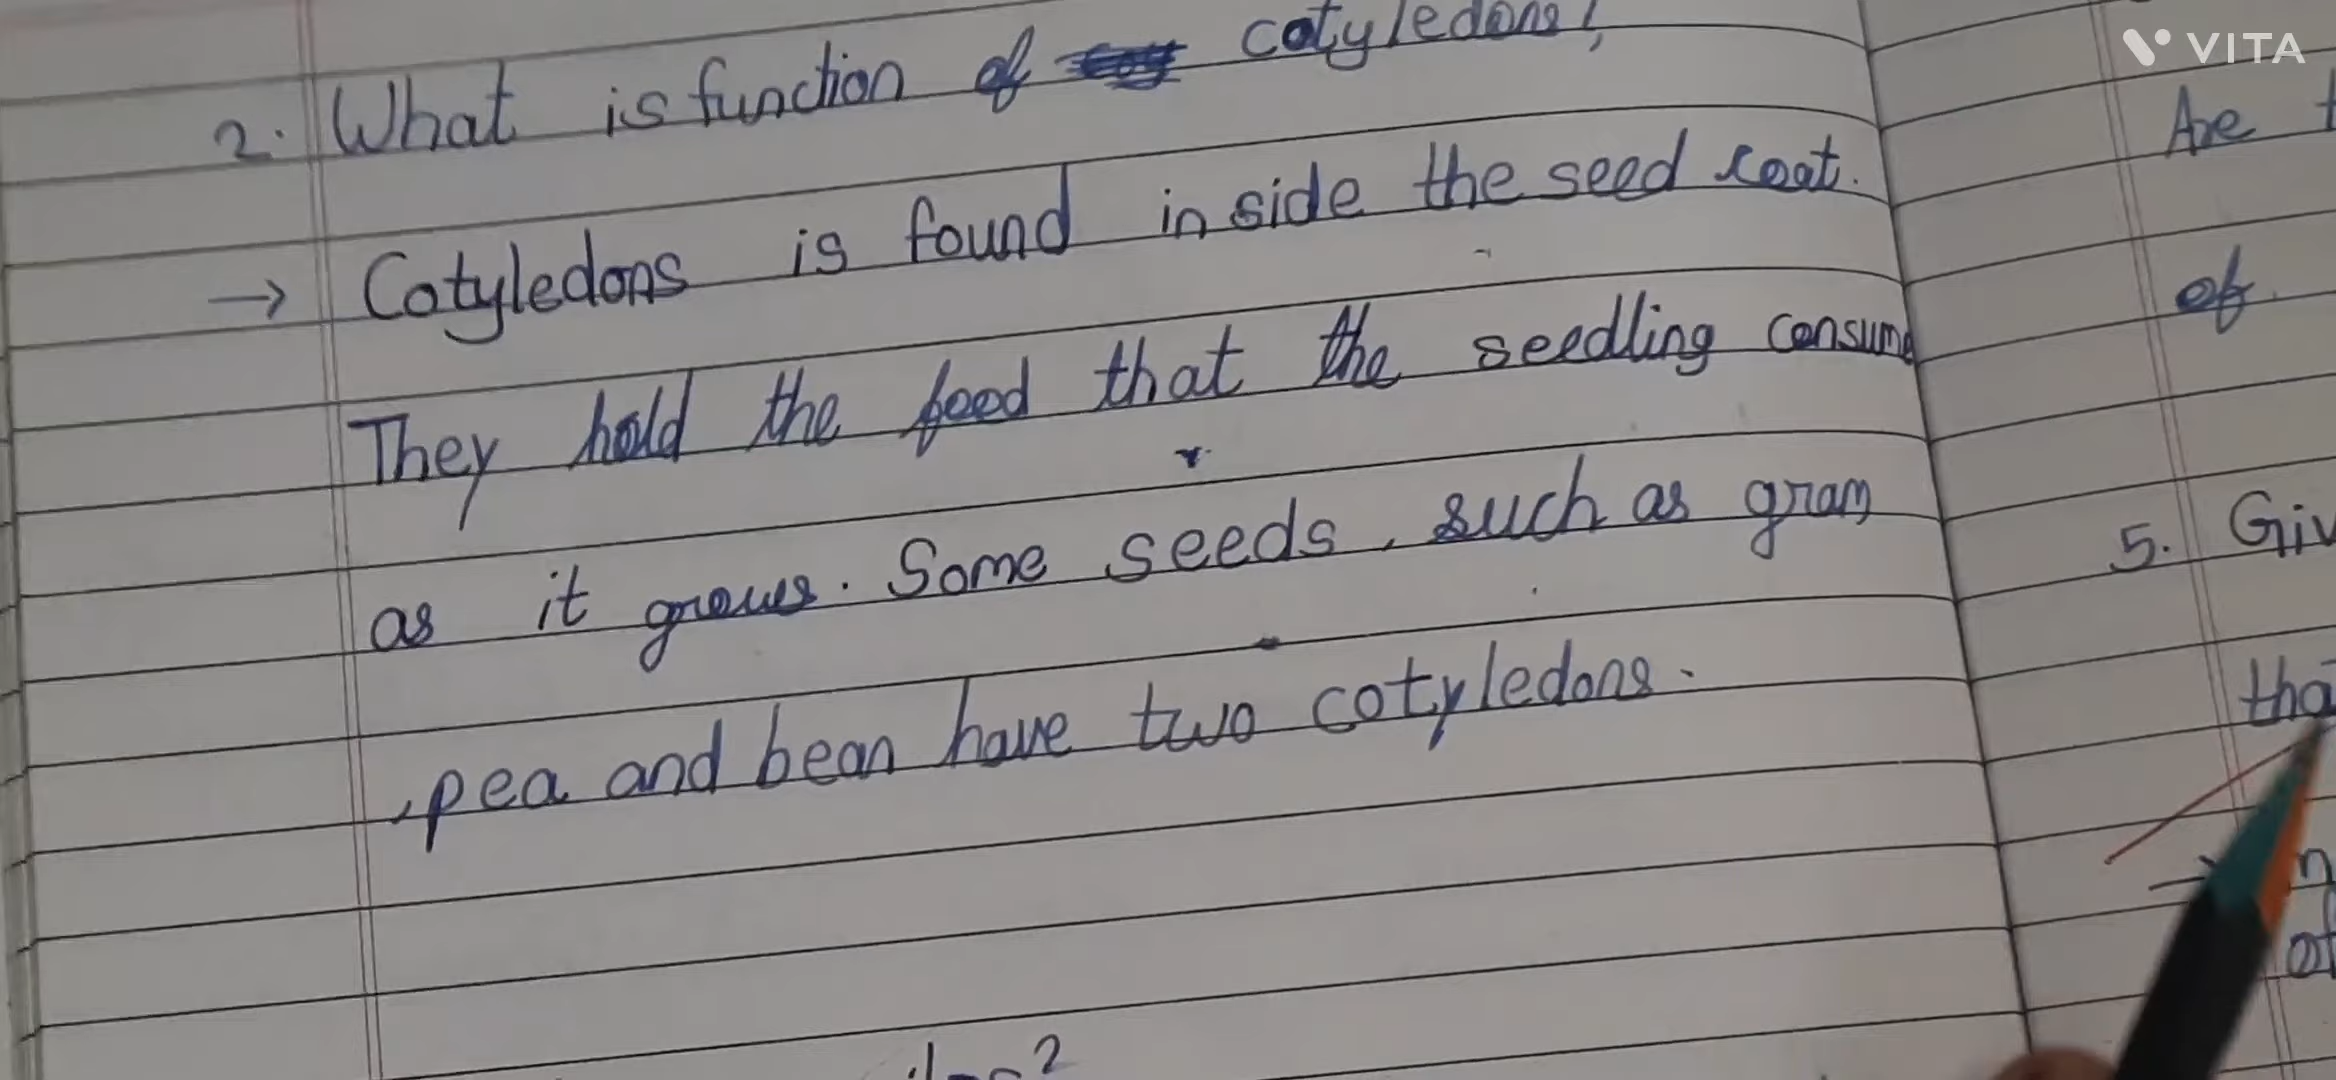 2. What is function of cotyledons?
→ Cotyledons is found inside the seed coat.
They hold the food that the seedling consume
as it grows. Some seeds, such as gram
, pea and bean have two cotyledons.
VITA
Are
of
5. Giv
tha
→
of